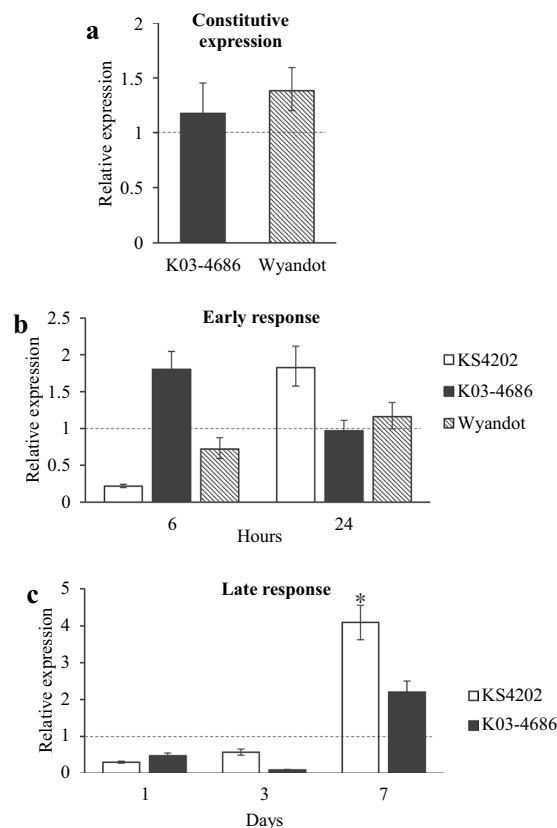 a
Constitutive
expression
Relative expression
2
1.5
1
0.5
0
K03-4686 Wyandot
b
Early response
Relative expression
2.5
2
1.5
1
0.5
0
6 24
Hours
KS4202
K03-4686
Wyandot
c
Late response
Relative expression
5
4
3
2
1
0
*
1 3 7
Days
KS4202
K03-4686